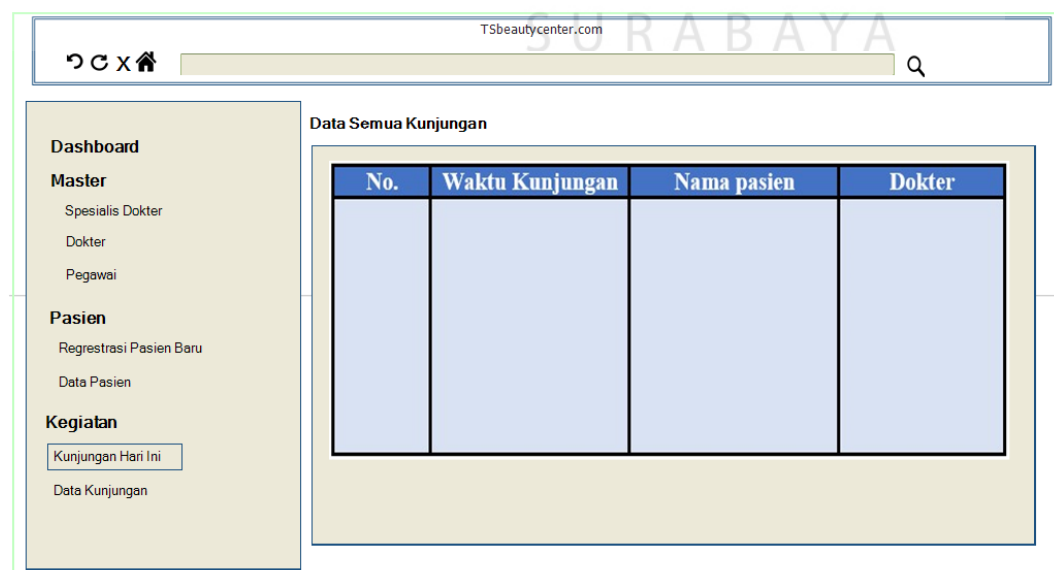 SURABAYA
TSbeautycenter.com
X
Data Semua Kunjungan
Dashboard
Master
Spesialis Dokter
Dokter
Pegawai
Pasien
Regrestrasi Pasien Baru
Data Pasien
Kegiatan
Kunjungan Hari Ini
Data Kunjungan
No. Waktu Kunjungan Nama pasien Dokter